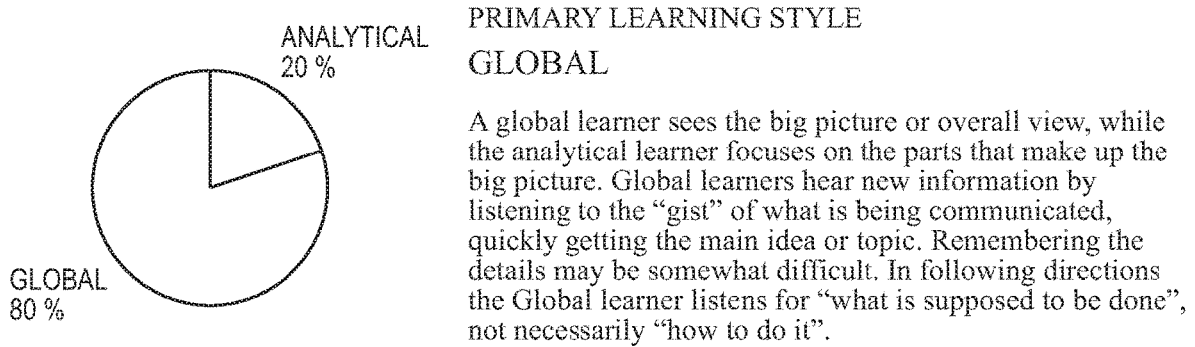 ANALYTICAL
20 %
GLOBAL
80 %
PRIMARY LEARNING STYLE
GLOBAL
A global learner sees the big picture or overall view, while
the analytical learner focuses on the parts that make up the
big picture. Global learners hear new information by
listening to the “gist” of what is being communicated,
quickly getting the main idea or topic. Remembering the
details may be somewhat difficult. In following directions
the Global learner listens for “what is supposed to be done”,
not necessarily “how to do it”.